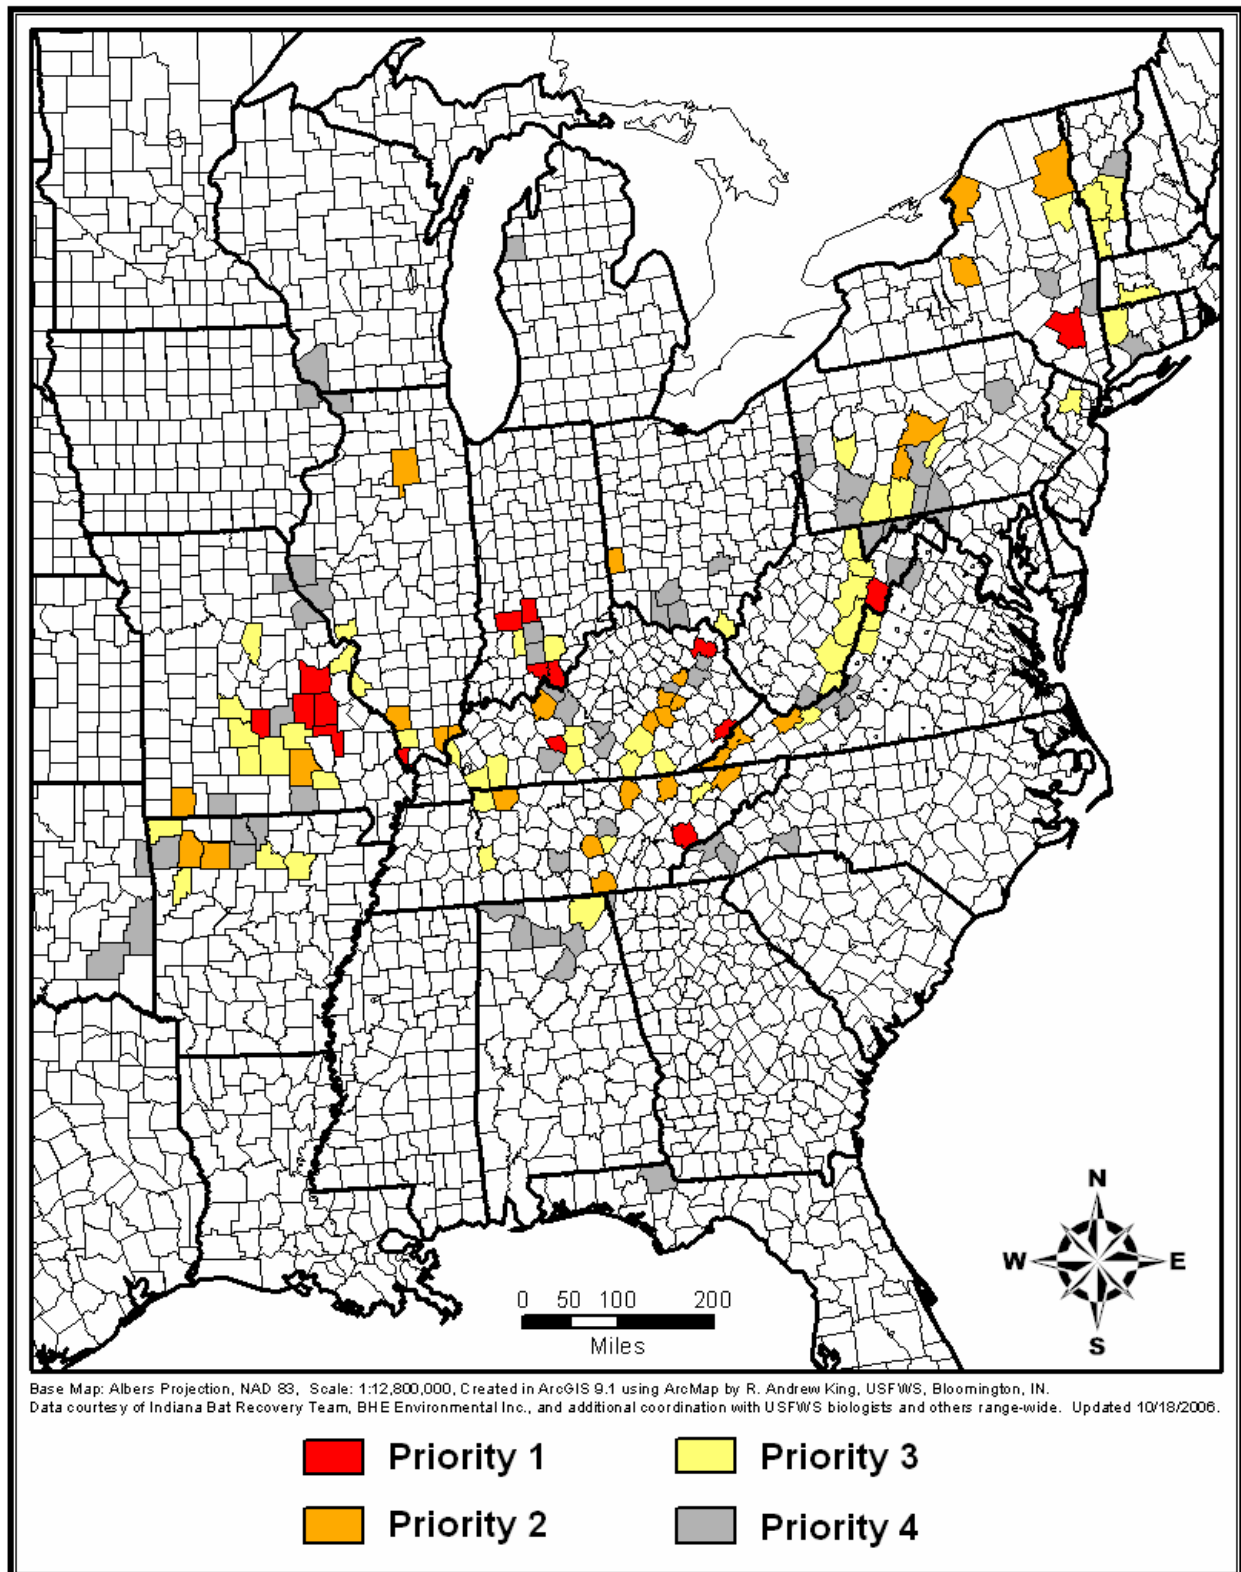 N
W E
S
0 50 100 200
Miles
Base Map: Albers Projection, NAD 83, Scale: 1:12,800,000, Created in ArcGIS 9.1 using ArcMap by R. Andrew King, USFWS, Bloomington, IN.
Data courtesy of Indiana Bat Recovery Team, BHE Environmental Inc., and additional coordination with USFWS biologists and others range-wide. Updated 10/18/2006.
Priority 1 Priority 3
Priority 2 Priority 4